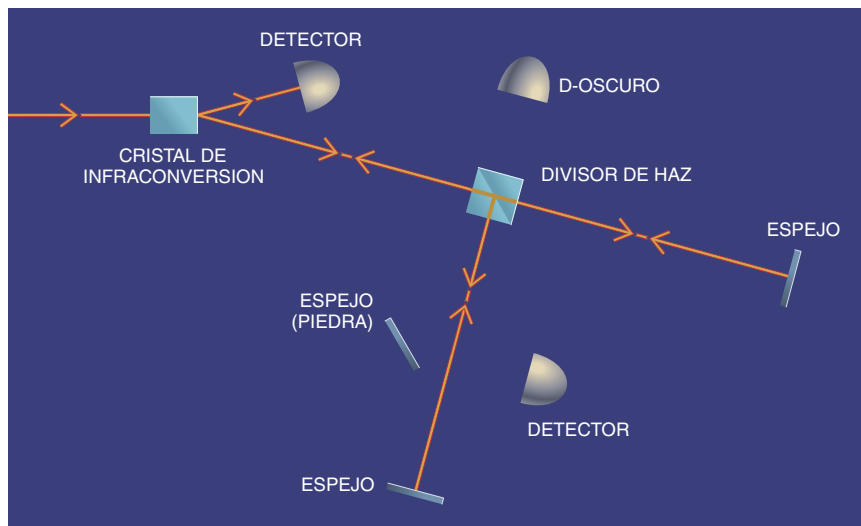 DETECTOR
D-OSCURO
CRISTAL DE
INFRACONVERSION
DIVISOR DE HAZ
ESPEJO
ESPEJO
(PIEDRA)
DETECTOR
ESPEJO